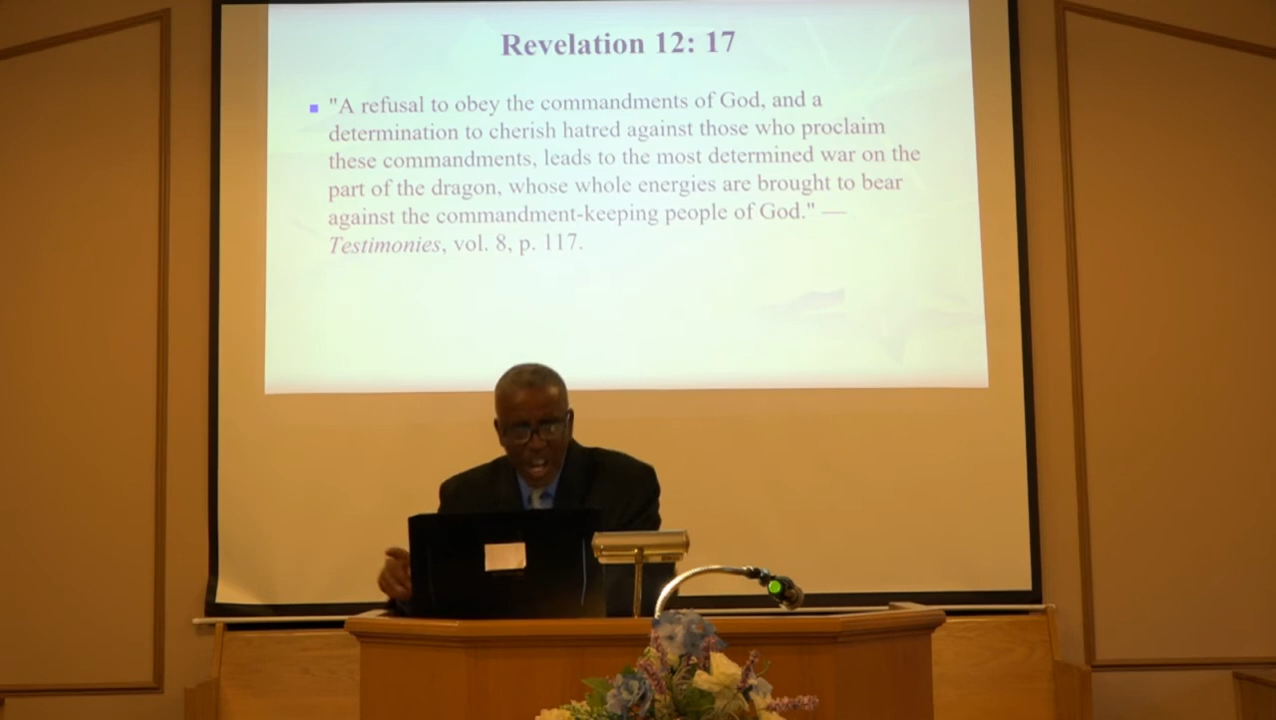 Revelation 12: 17
"A refusal to obey the commandments of God, and a
determination to cherish hatred against those who proclaim
these commandments, leads to the most determined war on the
part of the dragon, whose whole energies are brought to bear
against the commandment-keeping people of God." —
Testimonies, vol. 8, p. 117.